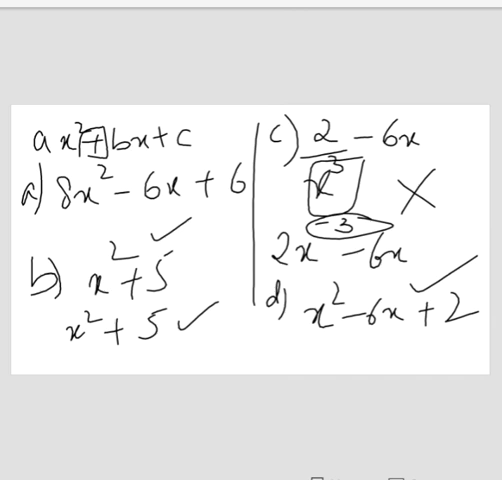 ax²+bx+c
a) 8x² - 6x + 6 ✓
b) x²+5
x² + 5 ✓
c) 2/x³ - 6x ✗
2x⁻³ - 6x
d) x² - 6x + 2 ✓